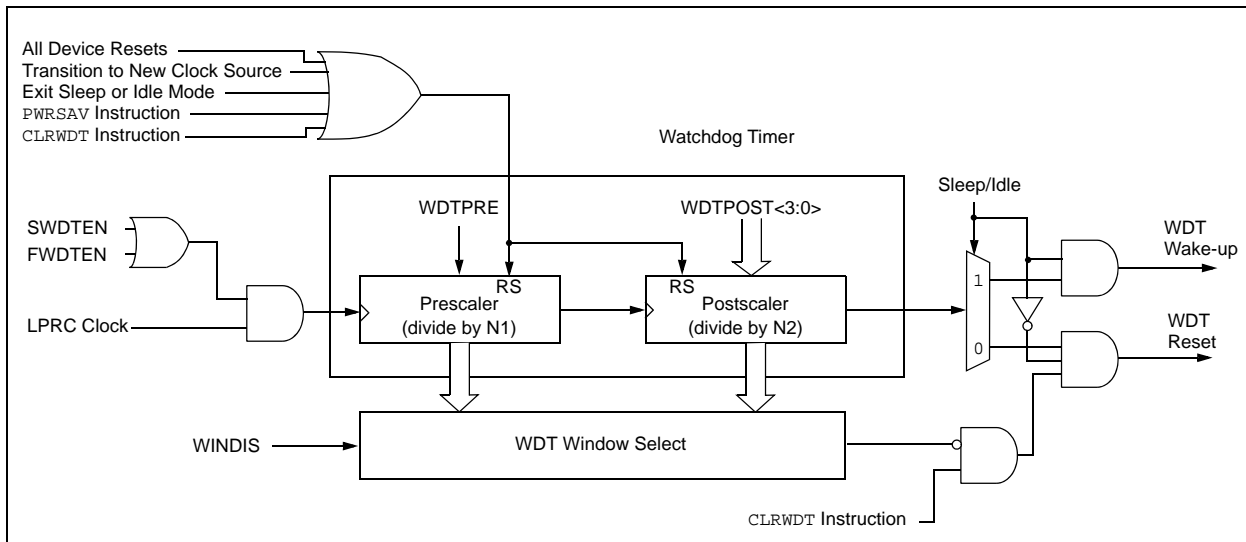 All Device Resets
Transition to New Clock Source
Exit Sleep or Idle Mode
PWRSAV Instruction
CLRWDT Instruction
Watchdog Timer
Sleep/Idle
WDTPRE
WDTPOST<3:0>
SWDTEN
FWDTEN
WDT
Wake-up
RS
RS
1
Prescaler
(divide by N1)
Postscaler
(divide by N2)
LPRC Clock
0
WDT
Reset
WINDIS
WDT Window Select
CLRWDT Instruction